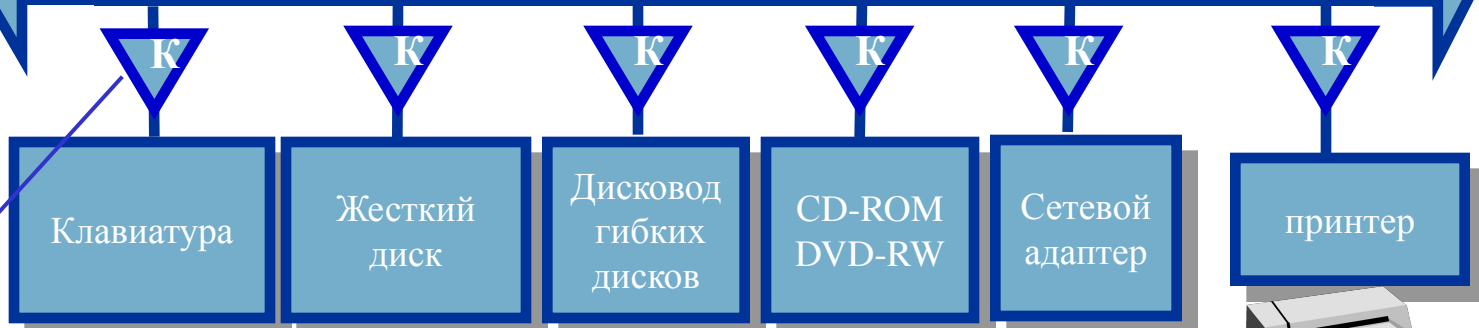 К К К К К К
Клавиатура
Жесткий
диск
Дисковод
гибких
дисков
CD-ROM
DVD-RW
Сетевой
адаптер
принтер